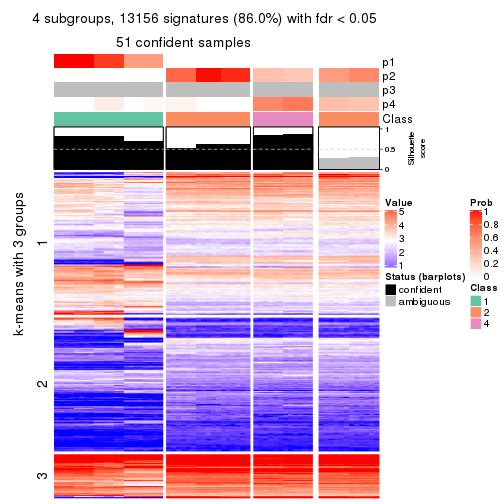 4 subgroups, 13156 signatures (86.0%) with fdr < 0.05
51 confident samples
p1
p2
p3
p4
Class
1
0.5
0
Silhouette
score
k-means with 3 groups
1
2
3
Value
5
4
3
2
1
Status (barplots)
confident
ambiguous
Prob
1
0.8
0.6
0.4
0.2
0
Class
1
2
4